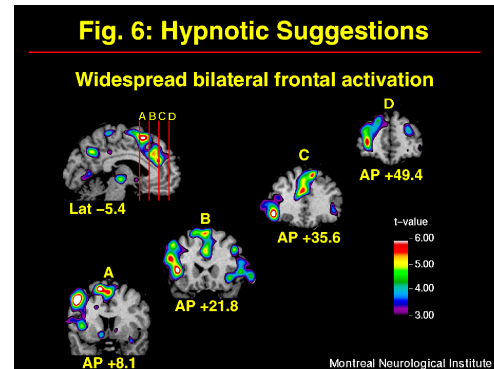 Fig. 6: Hypnotic Suggestions
Widespread bilateral frontal activation
A B C D
Lat −5.4
D
AP +49.4
C
AP +35.6
B
AP +21.8
A
AP +8.1
t−value
6.00
5.00
4.00
3.00
Montreal Neurological Institute